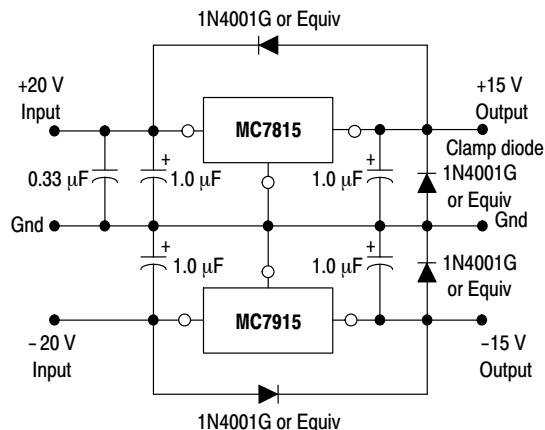 1N4001G or Equiv
+20 V
Input
+15 V
Output
MC7815
Clamp diode
0.33 µF
+
1.0 µF
1.0 µF
+
1N4001G
or Equiv
Gnd
Gnd
+
1.0 µF
1.0 µF
+
1N4001G
or Equiv
MC7915
–20 V
Input
–15 V
Output
1N4001G or Equiv